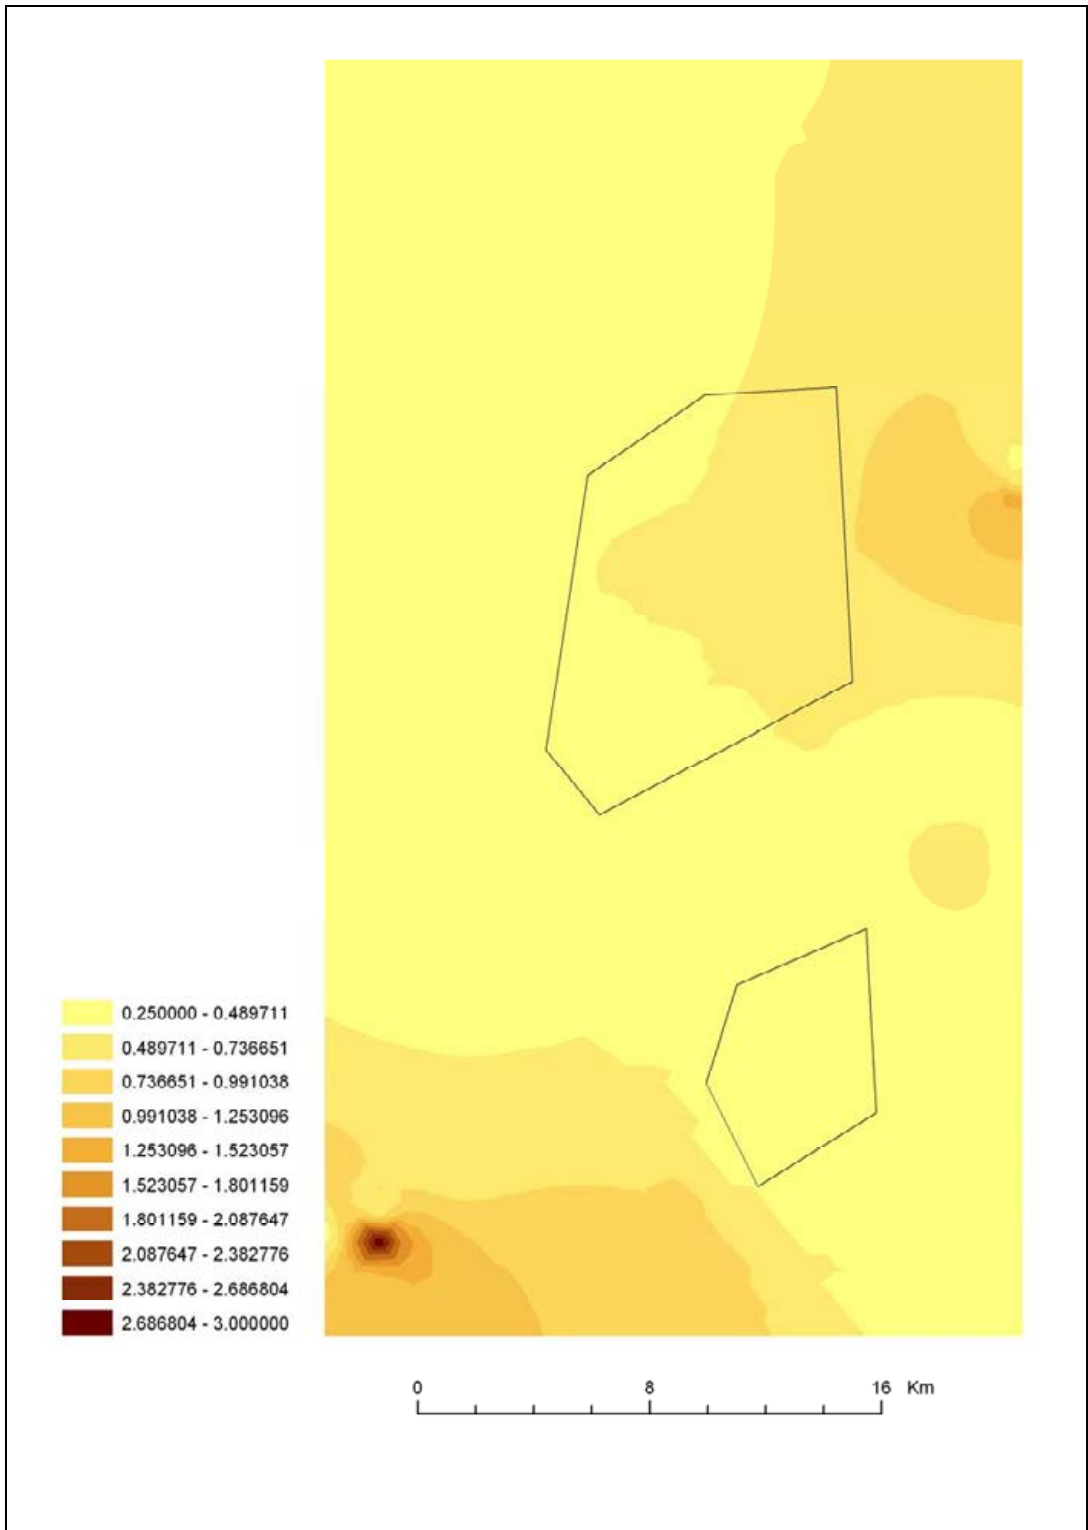 0.250000 - 0.489711
0.489711 - 0.736651
0.736651 - 0.991038
0.991038 - 1.253096
1.253096 - 1.523057
1.523057 - 1.801159
1.801159 - 2.087647
2.087647 - 2.382776
2.382776 - 2.686804
2.686804 - 3.000000
0 8 16 Km